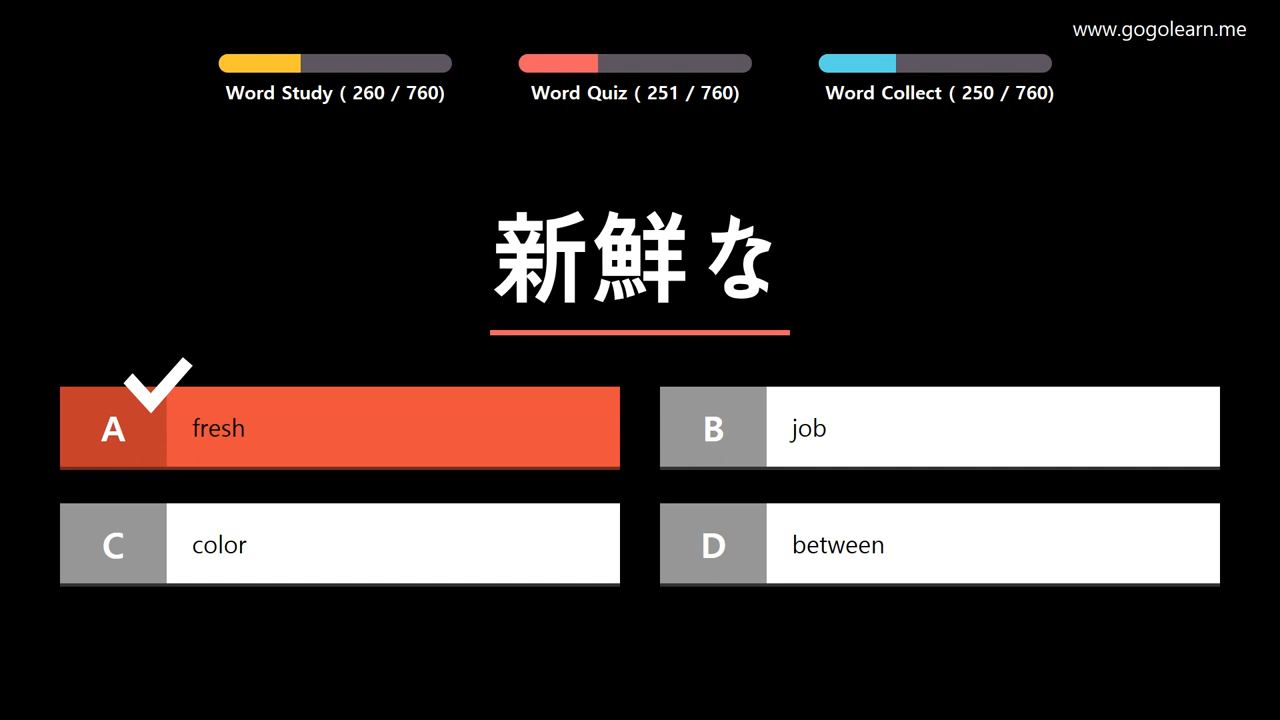 www.gogolearn.me
Word Study ( 260 / 760)
Word Quiz ( 251 / 760)
Word Collect ( 250 / 760)
新鮮な
A fresh
B job
C color
D between